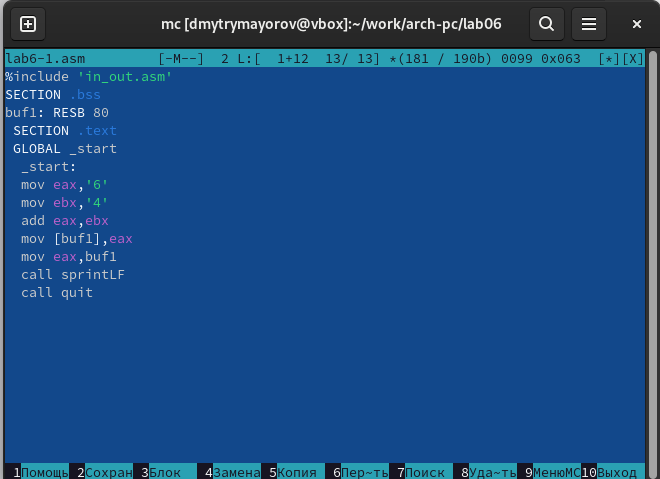 mc [dmytrymayorov@vbox]:~/work/arch-pc/lab06
lab6-1.asm [-M--] 2 L:[ 1+12 13/ 13] *(181 / 190b) 0099 0x063 [*][X]
%include 'in_out.asm'
SECTION .bss
buf1: RESB 80
SECTION .text
GLOBAL _start
_start:
mov eax,'6'
mov ebx,'4'
add eax,ebx
mov [buf1],eax
mov eax,buf1
call sprintLF
call quit
1Помощь 2Сохран 3Блок 4Замена 5Копия 6Пер~ть 7Поиск 8Уда~ть 9МенюМС 10Выход